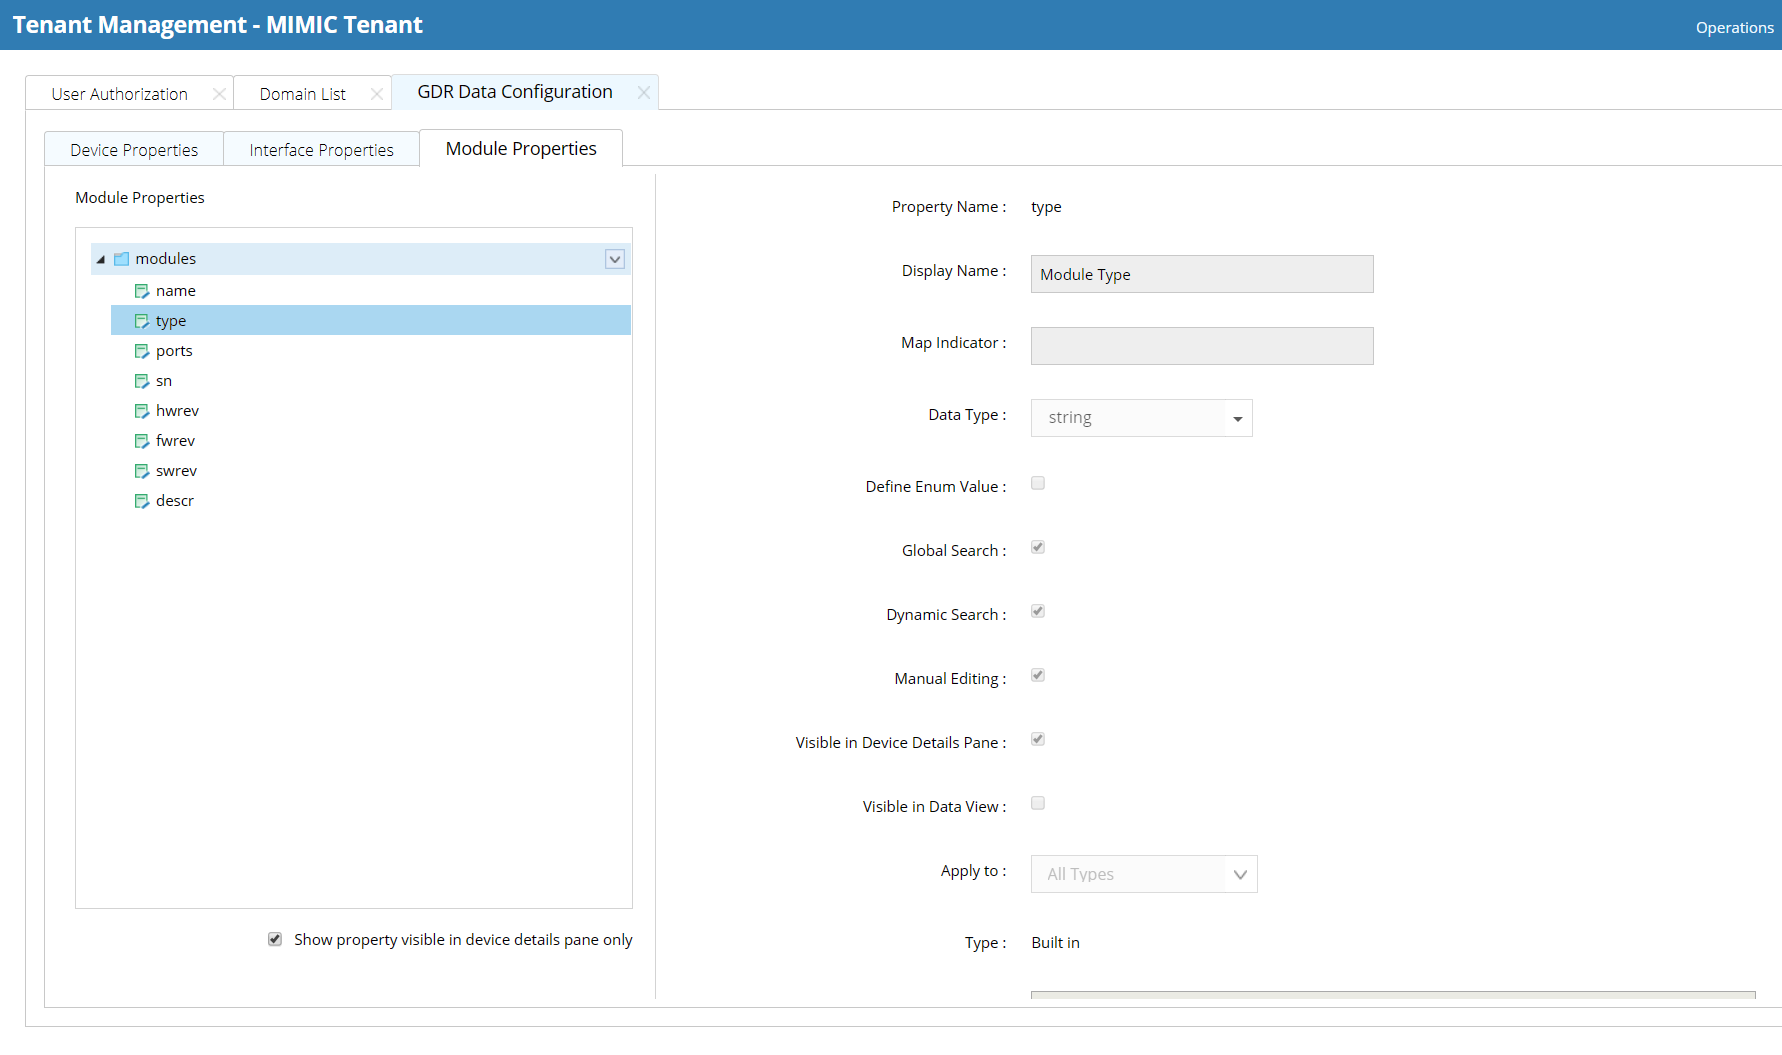 Tenant Management - MIMIC Tenant
Operations
User Authorization
Domain List
GDR Data Configuration
Device Properties
Interface Properties
Module Properties
Module Properties
modules
name
type
ports
sn
hwrev
fwrev
swrev
descr
Show property visible in device details pane only
Property Name : type
Display Name : Module Type
Map Indicator :
Data Type : string
Define Enum Value :
Global Search :
Dynamic Search :
Manual Editing :
Visible in Device Details Pane :
Visible in Data View :
Apply to : All Types
Type : Built in